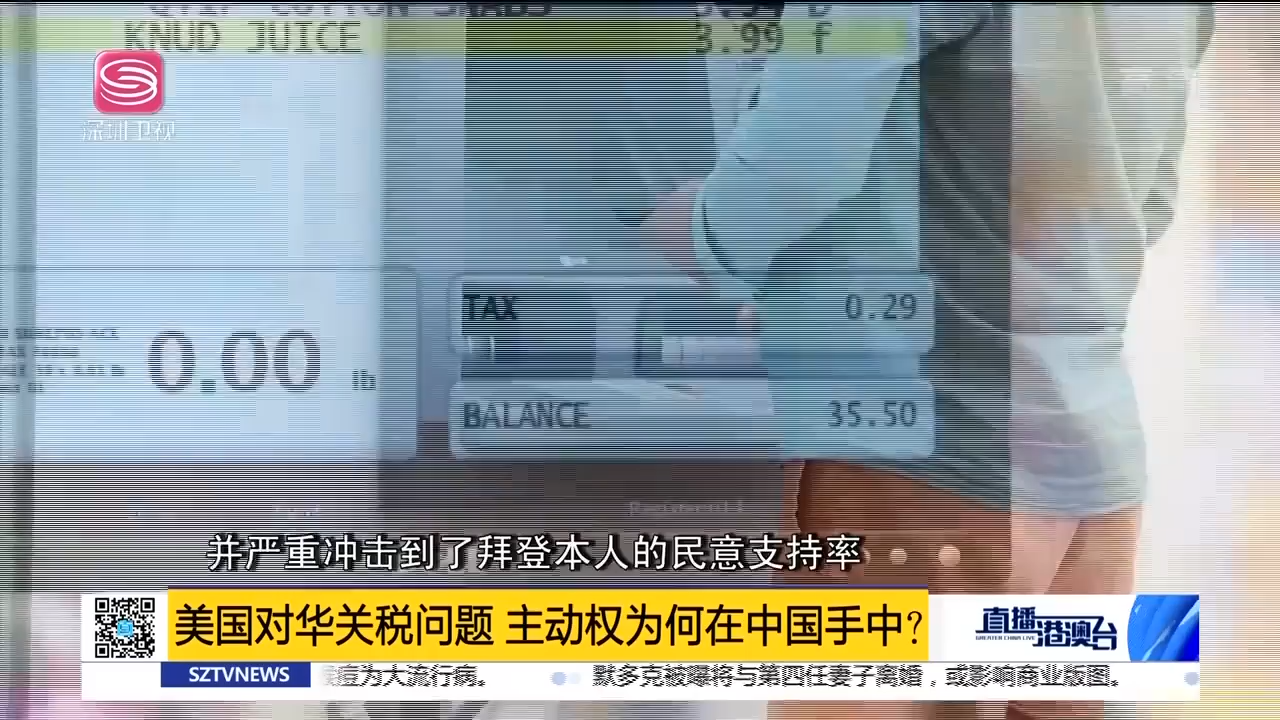 KNUD JUICE 3.99 f
深圳卫视
TAX 0.29
0.00 lb
BALANCE 35.50
并严重冲击到了拜登本人的民意支持率
美国对华关税问题 主动权为何在中国手中?
直播港澳台
GREATER CHINA LIVE
SZTVNEWS
应为大流行病。 默多克被曝将与第四任妻子离婚，或影响商业版图。